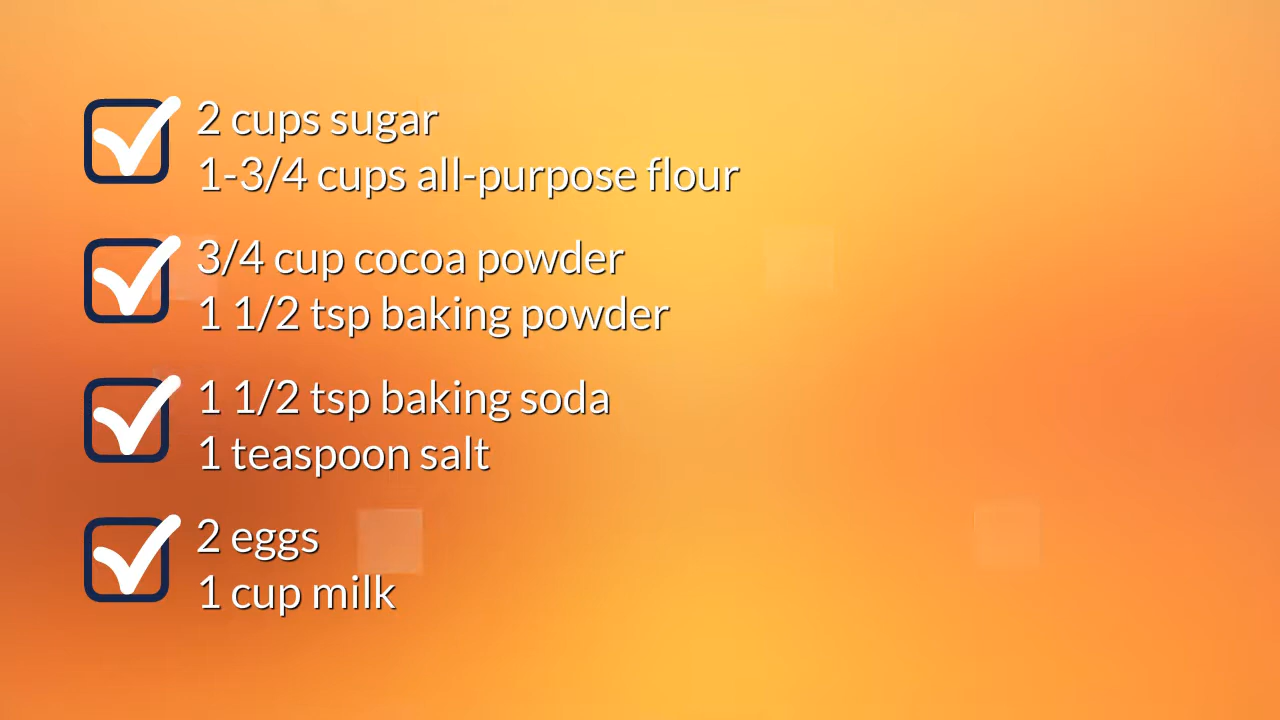 2 cups sugar
1-3/4 cups all-purpose flour
3/4 cup cocoa powder
1 1/2 tsp baking powder
1 1/2 tsp baking soda
1 teaspoon salt
2 eggs
1 cup milk